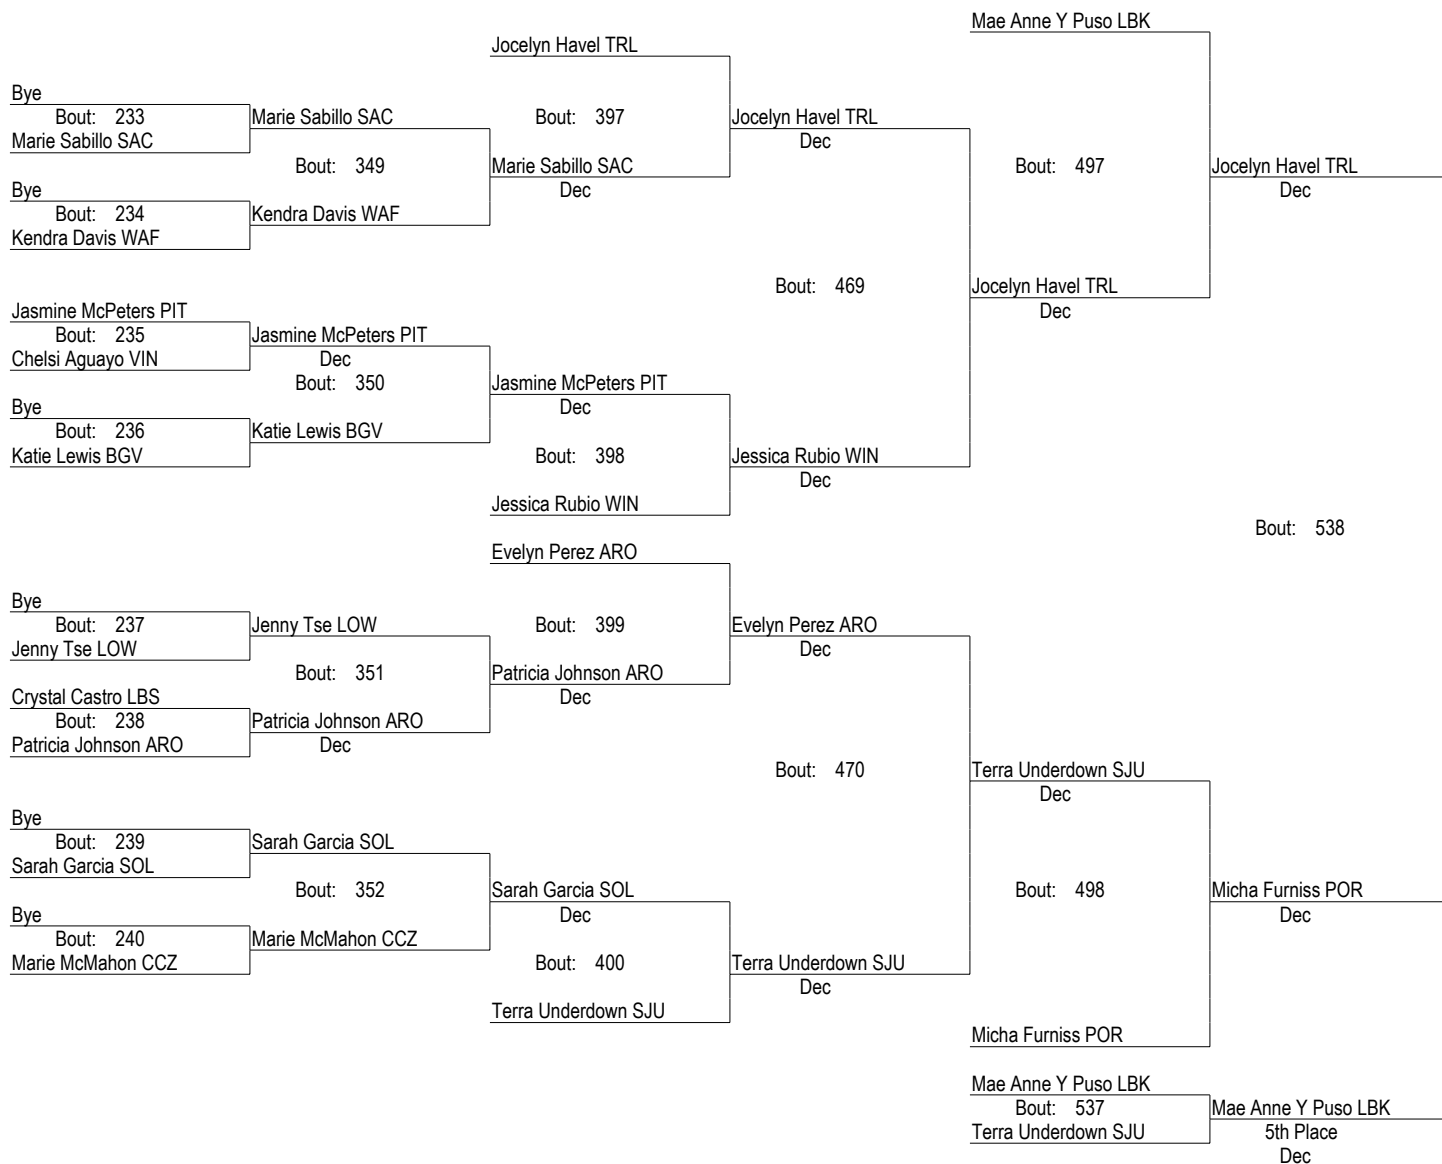 Mae Anne Y Puso LBK
Jocelyn Havel TRL
Bye
Bout: 233
Marie Sabillo SAC
Bout: 397
Jocelyn Havel TRL
Marie Sabillo SAC
Dec
Bout: 349
Marie Sabillo SAC
Bout: 497
Jocelyn Havel TRL
Bye
Dec
Dec
Bout: 234
Kendra Davis WAF
Kendra Davis WAF
Bout: 469
Jocelyn Havel TRL
Jasmine McPeters PIT
Dec
Bout: 235
Jasmine McPeters PIT
Chelsi Aguayo VIN
Dec
Bout: 350
Jasmine McPeters PIT
Bye
Dec
Bout: 236
Katie Lewis BGV
Katie Lewis BGV
Bout: 398
Jessica Rubio WIN
Dec
Jessica Rubio WIN
Bout: 538
Evelyn Perez ARO
Bye
Bout: 237
Jenny Tse LOW
Bout: 399
Evelyn Perez ARO
Jenny Tse LOW
Dec
Bout: 351
Patricia Johnson ARO
Crystal Castro LBS
Dec
Bout: 238
Patricia Johnson ARO
Patricia Johnson ARO
Dec
Bout: 470
Terra Underdown SJU
Dec
Bye
Bout: 239
Sarah Garcia SOL
Sarah Garcia SOL
Bout: 352
Sarah Garcia SOL
Bout: 498
Micha Furniss POR
Bye
Dec
Dec
Bout: 240
Marie McMahon CCZ
Marie McMahon CCZ
Bout: 400
Terra Underdown SJU
Dec
Terra Underdown SJU
Micha Furniss POR
Mae Anne Y Puso LBK
Bout: 537
Mae Anne Y Puso LBK
Terra Underdown SJU
5th Place
Dec